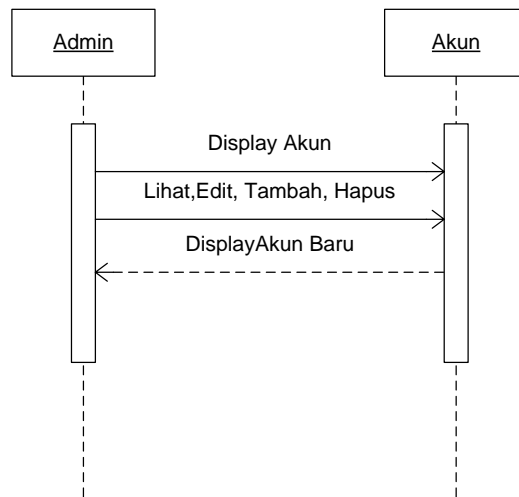 Admin
Akun
Display Akun
Lihat,Edit, Tambah, Hapus
DisplayAkun Baru